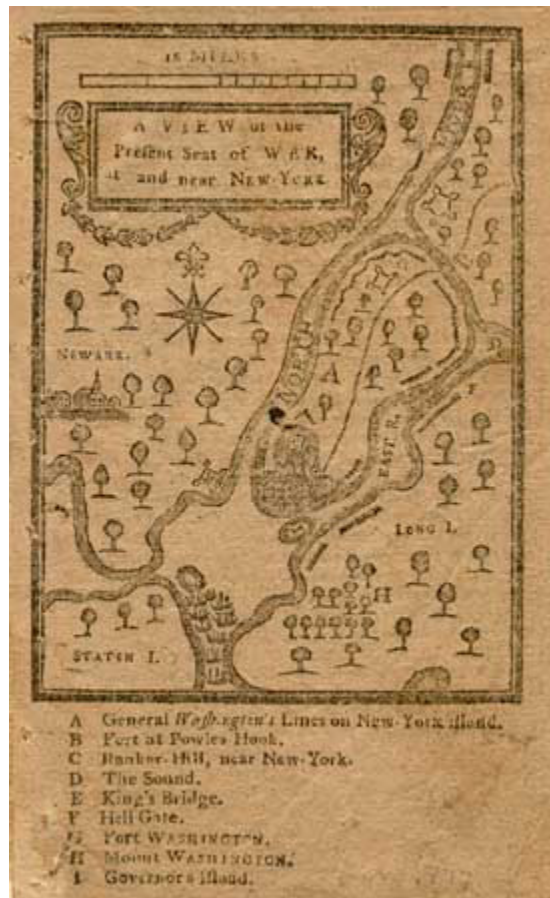 15 MILES
A VIEW of the
Present Seat of WAR,
at and near NEW-YORK
NORTH
RIVER
NEWARK.
A
D
F
EAST R.
LONG I.
H
STATEN I.
A General Washington's Lines on New-York island.
B Fort at Powles Hook.
C Bunker-Hill, near New-York.
D The Sound.
E King's Bridge.
F Hell Gate.
G Fort WASHINGTON.
H Mount WASHINGTON.
I Governors island.